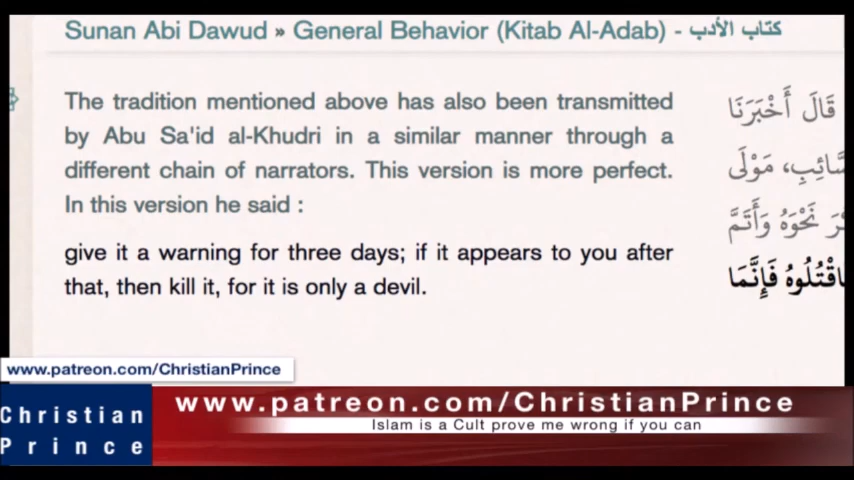 Sunan Abi Dawud » General Behavior (Kitab Al-Adab) - كتاب الأدب
The tradition mentioned above has also been transmitted
by Abu Sa'id al-Khudri in a similar manner through a
different chain of narrators. This version is more perfect.
In this version he said :
give it a warning for three days; if it appears to you after
that, then kill it, for it is only a devil.
قَالَ أَخْبَرَنَا
مَوْلَى
نَحْوَهُ وَأَتَمَّ
فَاقْتُلُوهُ فَإِنَّمَا
www.patreon.com/ChristianPrince
Christian
Prince
www.patreon.com/ChristianPrince
Islam is a Cult prove me wrong if you can